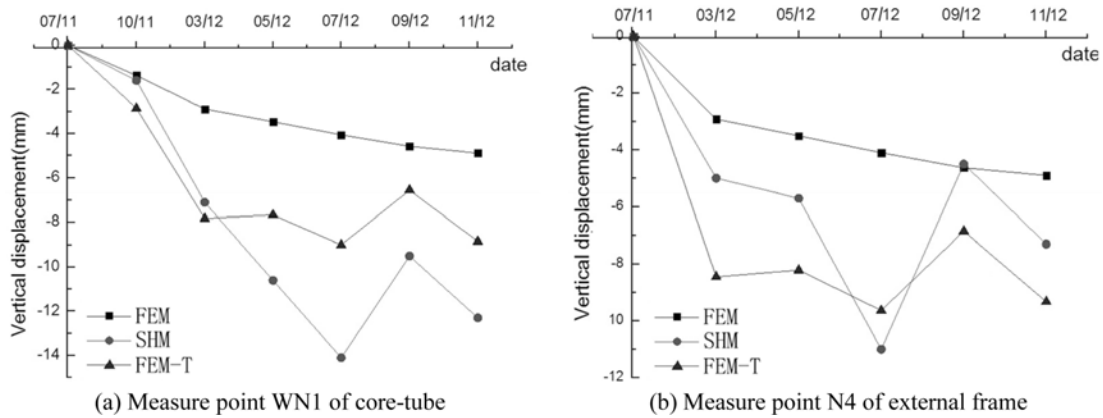 07/11 10/11 03/12 05/12 07/12 09/12 11/12
0
date
-2
-4
-6
-8
-10
-12
-14
Vertical displacement(mm)
FEM
SHM
FEM-T
(a) Measure point WN1 of core-tube
07/11 03/12 05/12 07/12 09/12 11/12
0
date
-2
-4
-6
-8
-10
-12
Vertical displacement(mm)
FEM
SHM
FEM-T
(b) Measure point N4 of external frame